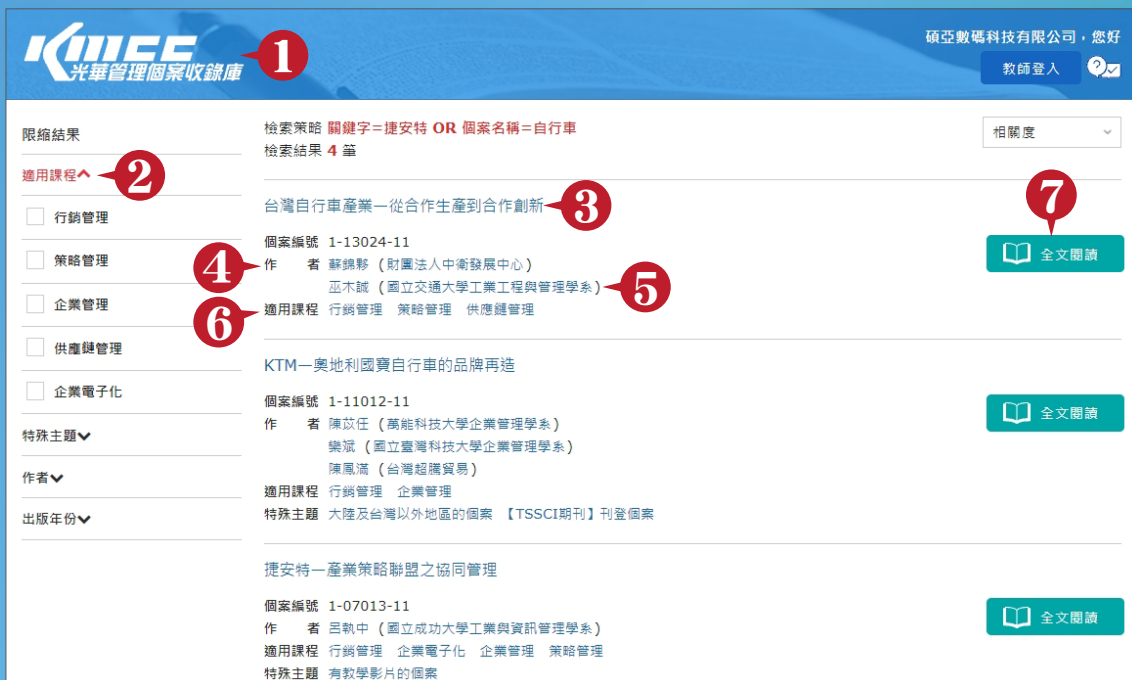 KMCC
光華管理個案收錄庫
1
碩亞數碼科技有限公司,您好
教師登入
限縮結果
適用課程
2
行銷管理
策略管理
企業管理
供應鏈管理
企業電子化
特殊主題
作者
出版年份
檢索策略 關鍵字=捷安特 OR 個案名稱=自行車
檢索結果 4 筆
相關度
台灣自行車產業—從合作生產到合作創新
3
個案編號 1-13024-11
4
作 者 蘇錦夥 (財團法人中衛發展中心)
巫木誠 (國立交通大學工業工程與管理學系)
5
6
適用課程 行銷管理 策略管理 供應鏈管理
7
全文閱讀
KTM—奧地利國寶自行車的品牌再造
個案編號 1-11012-11
作 者 陳苡任 (萬能科技大學企業管理學系)
欒斌 (國立臺灣科技大學企業管理學系)
陳鳳滿 (台灣超騰貿易)
適用課程 行銷管理 企業管理
特殊主題 大陸及台灣以外地區的個案 【TSSCI期刊】刊登個案
全文閱讀
捷安特—產業策略聯盟之協同管理
個案編號 1-07013-11
作 者 呂執中 (國立成功大學工業與資訊管理學系)
適用課程 行銷管理 企業電子化 企業管理 策略管理
特殊主題 有教學影片的個案
全文閱讀